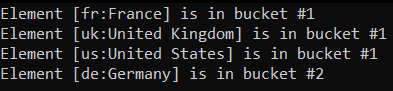 Element [fr:France] is in bucket #1
Element [uk:United Kingdom] is in bucket #1
Element [us:United States] is in bucket #1
Element [de:Germany] is in bucket #2